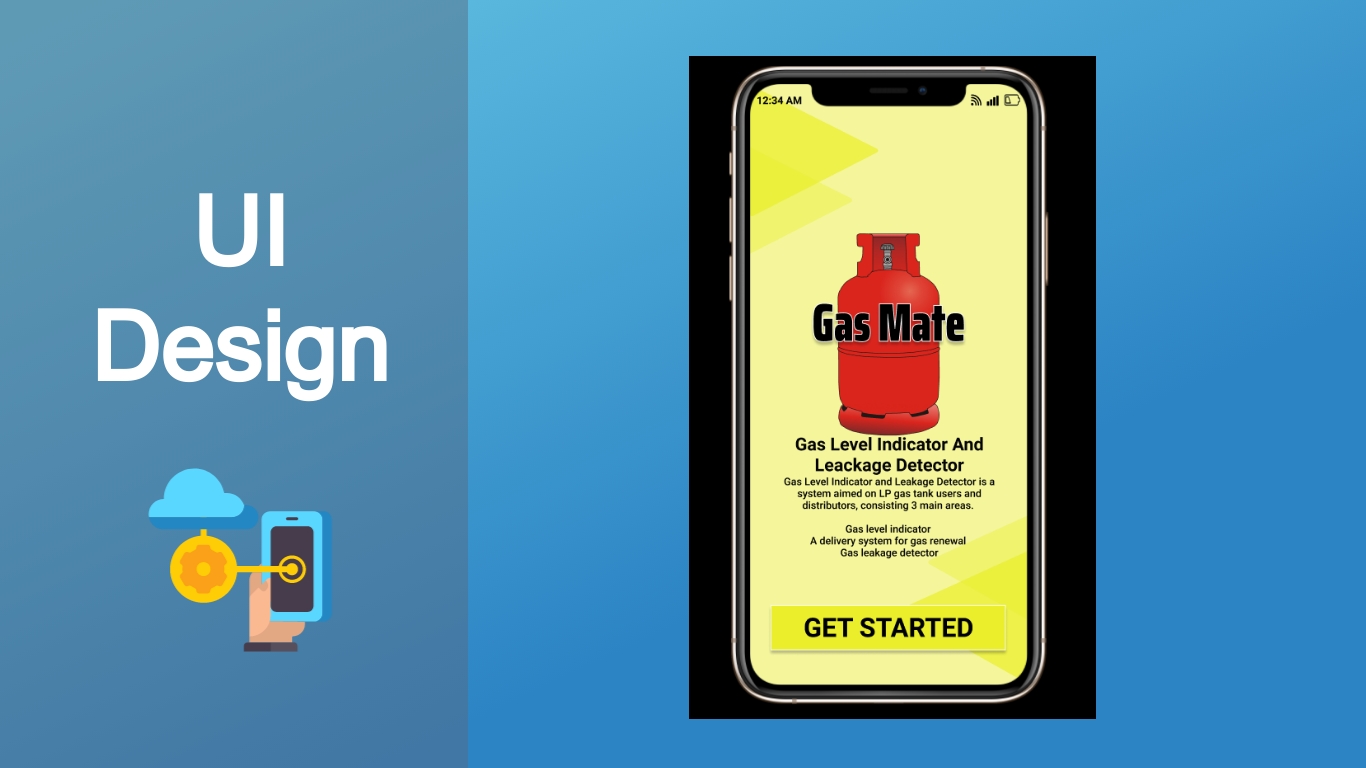 UI
Design
12:34 AM
Gas Mate
Gas Level Indicator And
Leackage Detector
Gas Level Indicator and Leakage Detector is a
system aimed on LP gas tank users and
distributors, consisting 3 main areas.
Gas level indicator
A delivery system for gas renewal
Gas leakage detector
GET STARTED